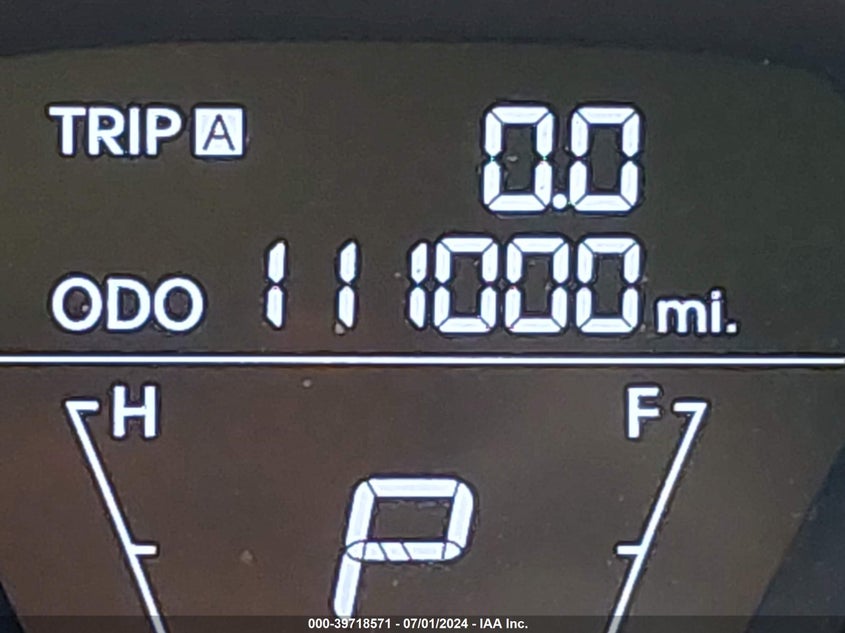 TRIP A 0.0
ODO 111000 mi.
H F
P
000-39718571 - 07/01/2024 - IAA Inc.